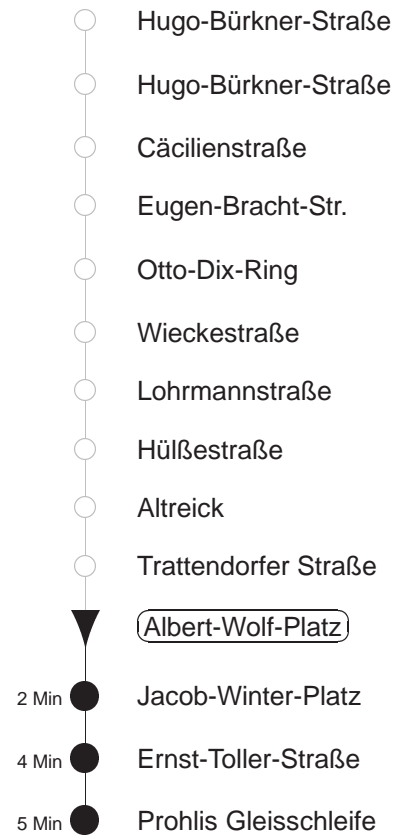 Hugo-Bürkner-Straße
Hugo-Bürkner-Straße
Cäcilienstraße
Eugen-Bracht-Str.
Otto-Dix-Ring
Wieckestraße
Lohrmannstraße
Hülßestraße
Altreick
Trattendorfer Straße
Albert-Wolf-Platz
2 Min Jacob-Winter-Platz
4 Min Ernst-Toller-Straße
5 Min Prohlis Gleisschleife